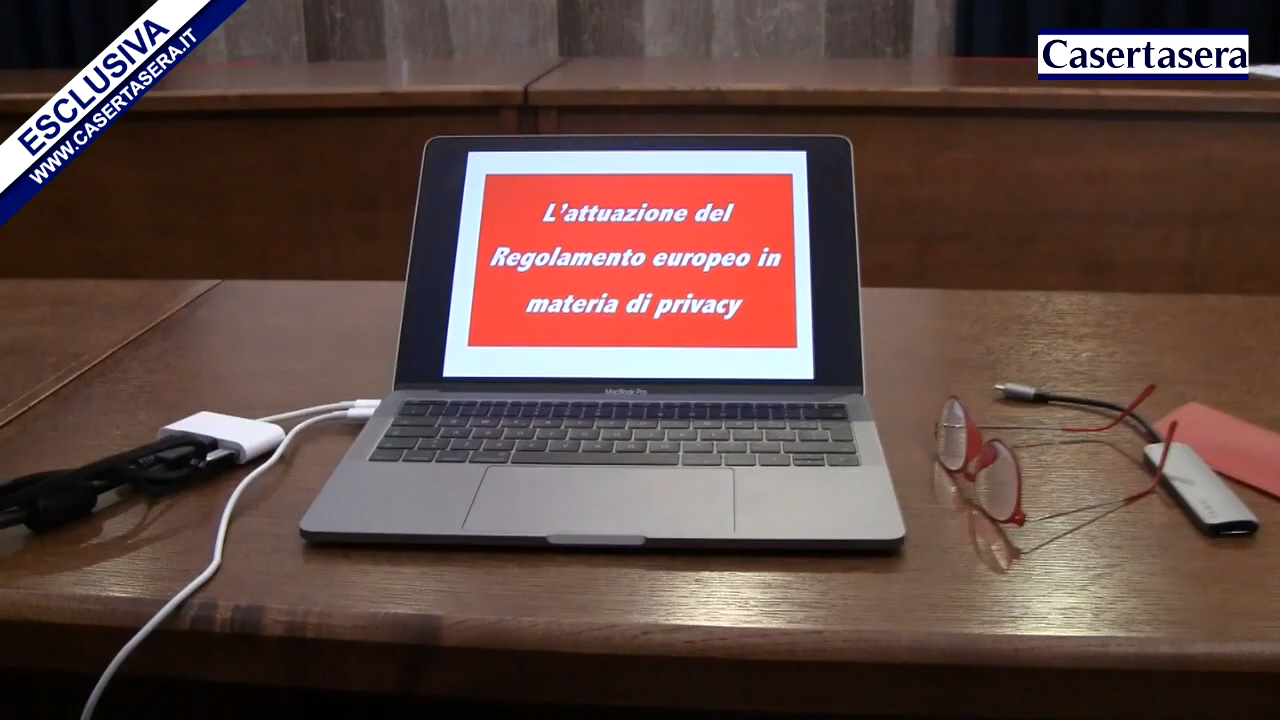 ESCLUSIVA
WWW.CASERTASERA.IT
Casertasera
L'attuazione del
Regolamento europeo in
materia di privacy
MacBook Pro